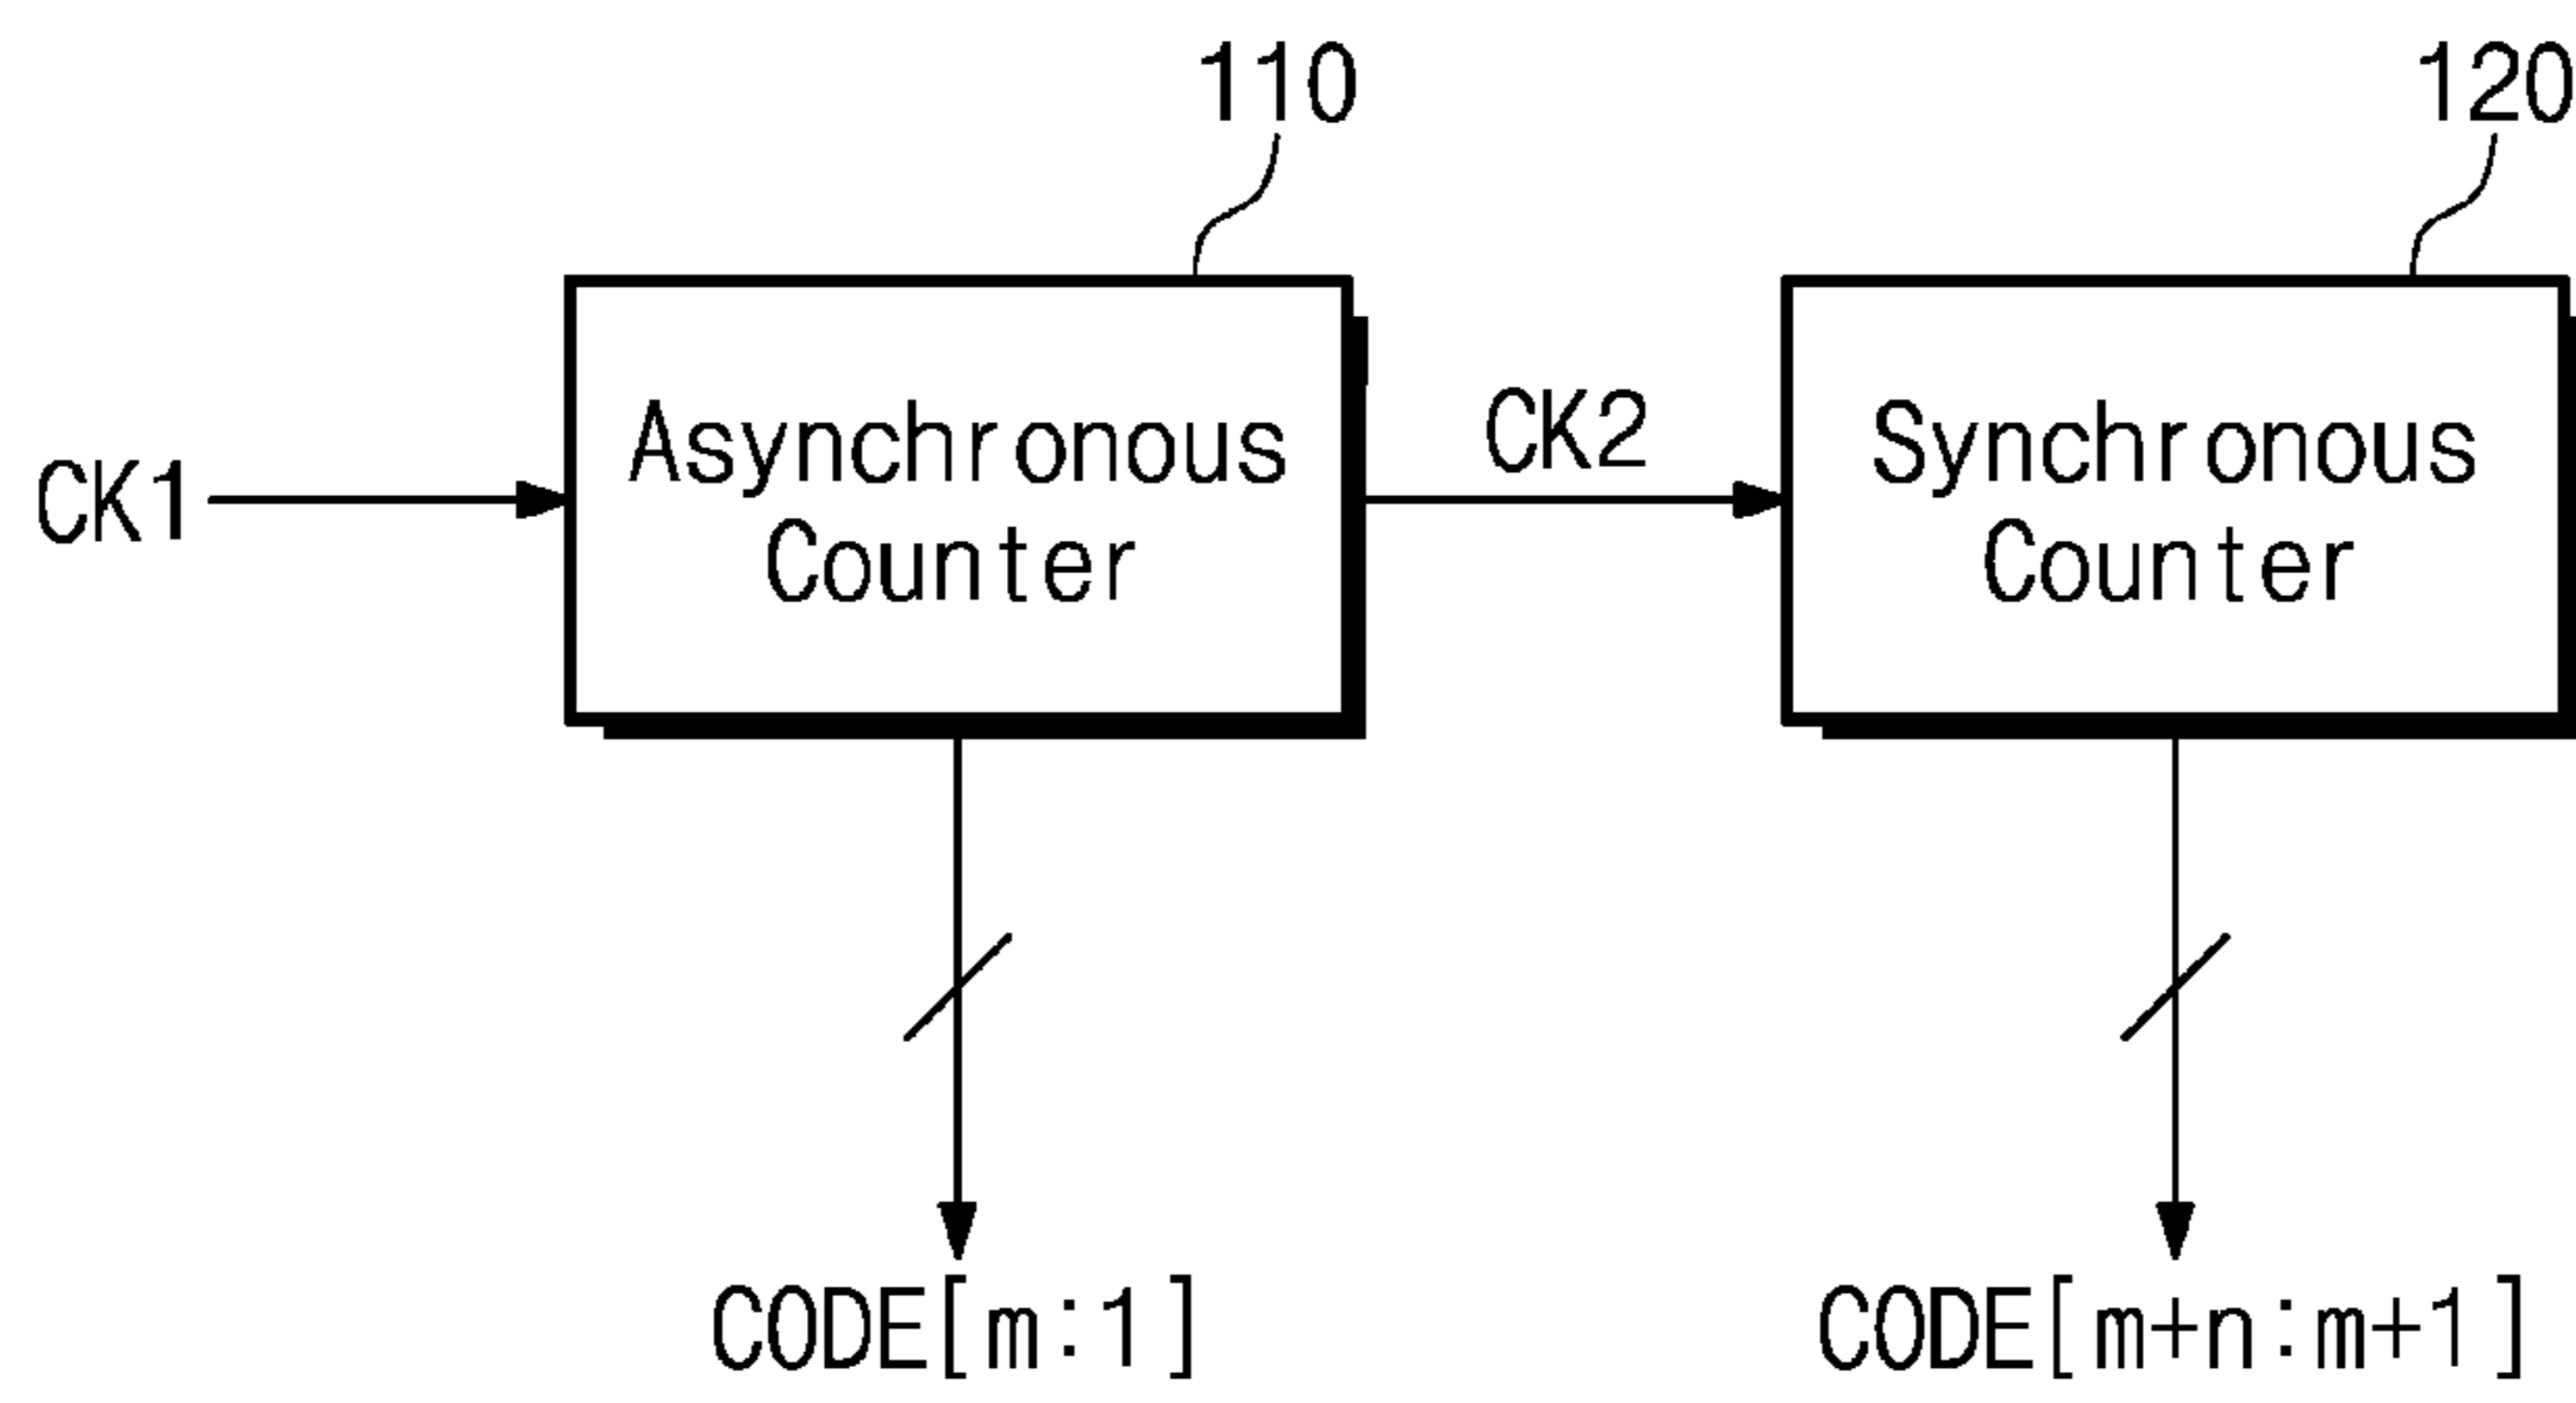 110
120
CK1
Asynchronous
Counter
CK2
Synchronous
Counter
CODE[m:1]
CODE[m+n:m+1]